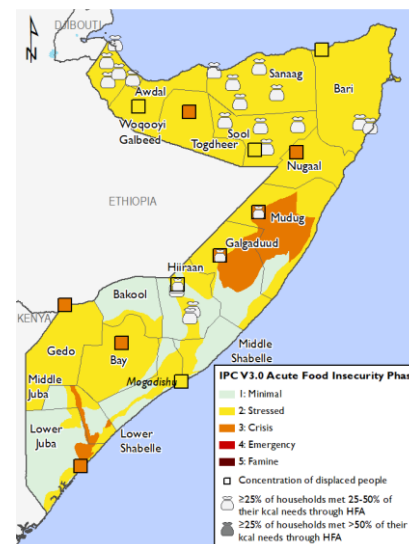 N
DJIBOUTI
Awdal
Sanaag
Bari
Woqooyi
Galbeed
Togdheer
Sool
Nugaal
ETHIOPIA
Mudug
Galgaduud
Hiiraan
Bakool
KENYA
Gedo
Bay
Middle
Shabelle
Middle
Juba
Mogadishu
Lower
Juba
Lower
Shabelle
IPC V3.0 Acute Food Insecurity Phas
1: Minimal
2: Stressed
3: Crisis
4: Emergency
5: Famine
Concentration of displaced people
≥25% of households met 25-50% of
their kcal needs through HFA
≥25% of households met >50% of their
kcal needs through HFA